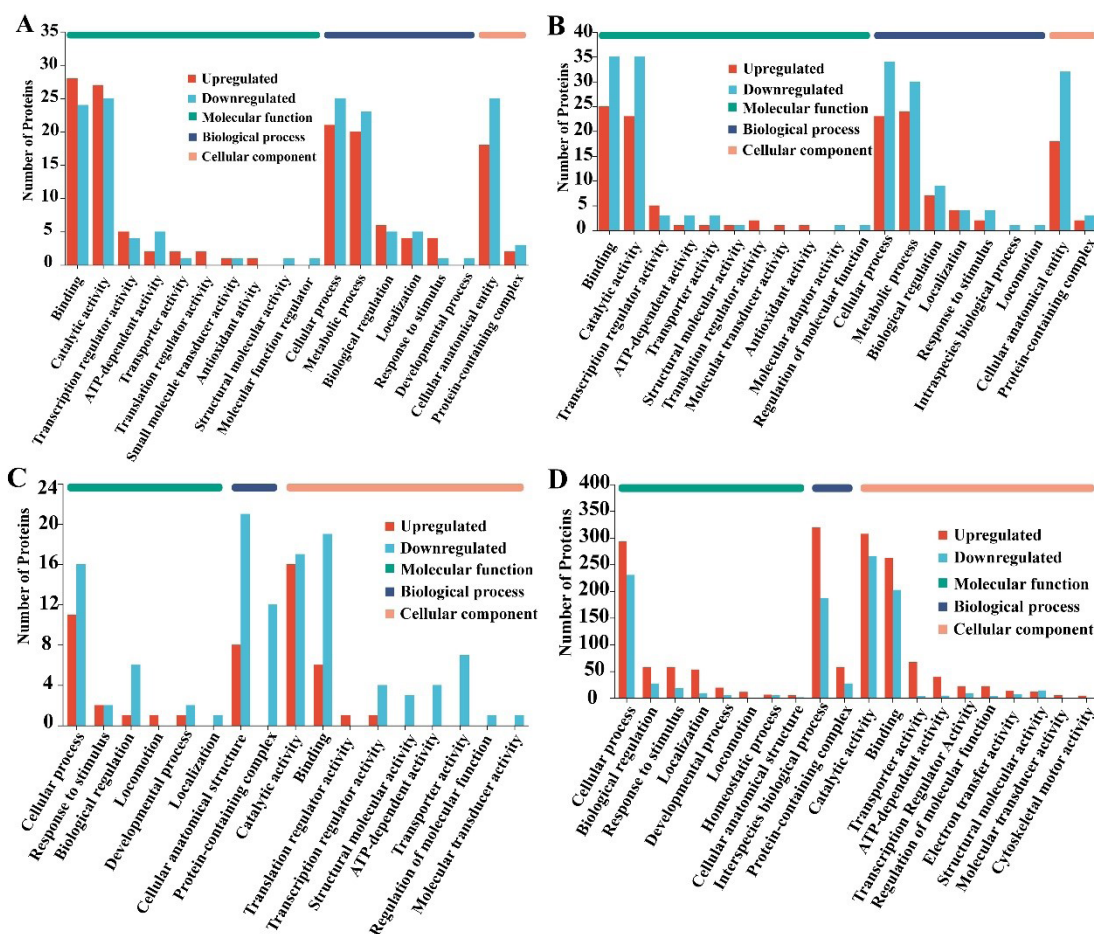 A
Number of Proteins
35
30
25
20
15
10
5
0
Upregulated
Downregulated
Molecular function
Biological process
Cellular component
Binding
Catalytic activity
Transcription regulator activity
ATP-dependent activity
Transporter activity
Translation regulator activity
Small molecule transducer activity
Antioxidant activity
Structural molecular activity
Molecular function regulator
Cellular process
Metabolic process
Biological regulation
Localization
Response to stimulus
Developmental process
Cellular anatomical entity
Protein-containing complex
B
Number of Proteins
40
35
30
25
20
15
10
5
0
Upregulated
Downregulated
Molecular function
Biological process
Cellular component
Binding
Catalytic activity
Transcription regulator activity
ATP-dependent activity
Transporter activity
Structural molecular activity
Translation regulator activity
Molecular transducer activity
Antioxidant activity
Molecular adaptor activity
Regulation of molecular function
Cellular process
Metabolic process
Biological regulation
Localization
Response to stimulus
Intraspecies biological process
Locomotion
Cellular anatomical entity
Protein-containing complex
C
Number of Proteins
24
20
16
12
8
4
0
Upregulated
Downregulated
Molecular function
Biological process
Cellular component
Cellular process
Response to stimulus
Biological regulation
Locomotion
Developmental process
Localization
Cellular anatomical structure
Protein-containing complex
Catalytic activity
Binding
Translation regulator activity
Transcription regulator activity
Structural molecular activity
ATP-dependent activity
Transporter activity
Regulation of molecular function
Molecular transducer activity
D
Number of Proteins
400
350
300
250
200
150
100
50
0
Upregulated
Downregulated
Molecular function
Biological process
Cellular component
Cellular process
Biological regulation
Response to stimulus
Localization
Developmental process
Locomotion
Homeostatic process
Cellular anatomical structure
Interspecies biological process
Protein-containing complex
Catalytic activity
Binding
Transporter activity
ATP-dependent activity
Transcription Regulator Activity
Regulation of molecular function
Electron transfer activity
Structural molecular activity
Molecular transducer activity
Cytoskeletal motor activity